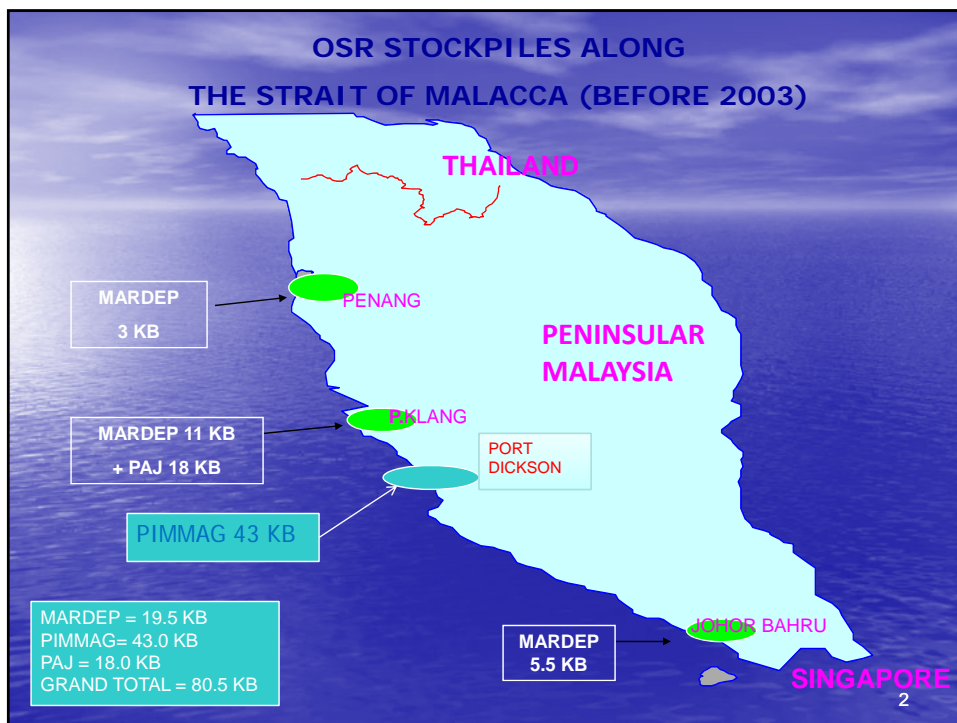 OSR STOCKPILES ALONG
THE STRAIT OF MALACCA (BEFORE 2003)
THAILAND
MARDEP
3 KB
PENANG
PENINSULAR
MALAYSIA
MARDEP 11 KB
+ PAJ 18 KB
P.KLANG
PORT
DICKSON
PIMMAG 43 KB
MARDEP = 19.5 KB
PIMMAG= 43.0 KB
PAJ = 18.0 KB
GRAND TOTAL = 80.5 KB
MARDEP
5.5 KB
JOHOR BAHRU
SINGAPORE
2